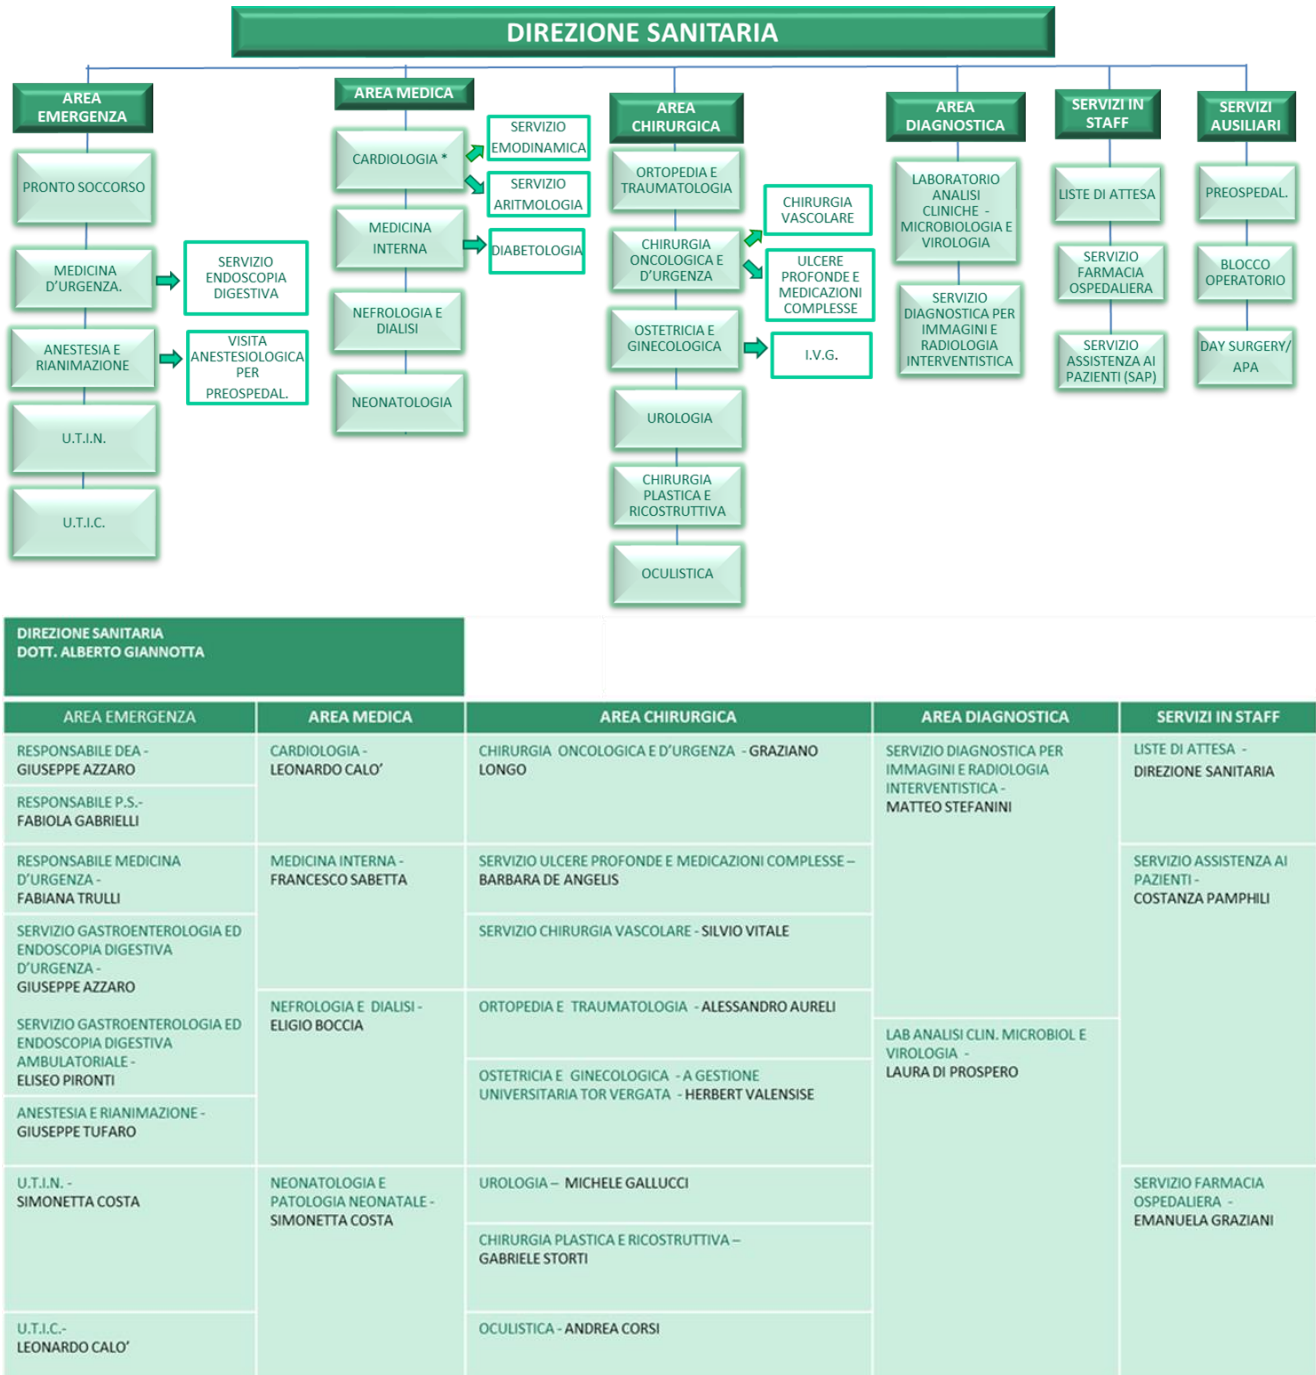 DIREZIONE SANITARIA
AREA
EMERGENZA
PRONTO SOCCORSO
MEDICINA
D'URGENZA.
SERVIZIO
ENDOSCOPIA
DIGESTIVA
ANESTESIA E
RIANIMAZIONE
VISITA
ANESTESIOLOGICA
PER
PREOSPEDAL.
U.T.I.N.
U.T.I.C.
AREA MEDICA
CARDIOLOGIA *
SERVIZIO
EMODINAMICA
SERVIZIO
ARITMOLOGIA
MEDICINA
INTERNA
DIABETOLOGIA
NEFROLOGIA E
DIALISI
NEONATOLOGIA
AREA
CHIRURGICA
ORTOPEDIA E
TRAUMATOLOGIA
CHIRURGIA
ONCOLOGICA E
D'URGENZA
CHIRURGIA
VASCOLARE
ULCERE
PROFONDE E
MEDICAZIONI
COMPLESSE
OSTETRICIA E
GINECOLOGICA
I.V.G.
UROLOGIA
CHIRURGIA
PLASTICA E
RICOSTRUTTIVA
OCULISTICA
AREA
DIAGNOSTICA
LABORATORIO
ANALISI
CLINICHE -
MICROBIOLOGIA E
VIROLOGIA
SERVIZIO
DIAGNOSTICA PER
IMMAGINI E
RADIOLOGIA
INTERVENTISTICA
SERVIZI IN
STAFF
LISTE DI ATTESA
SERVIZIO
FARMACIA
OSPEDALIERA
SERVIZIO
ASSISTENZA AI
PAZIENTI (SAP)
SERVIZI
AUSILIARI
PREOSPEDAL.
BLOCCO
OPERATORIO
DAY SURGERY/
APA
DIREZIONE SANITARIA
DOTT. ALBERTO GIANNOTTA
AREA EMERGENZA
RESPONSABILE DEA -
GIUSEPPE AZZARO
RESPONSABILE P.S.-
FABIOLA GABRIELLI
RESPONSABILE MEDICINA
D'URGENZA -
FABIANA TRULLI
SERVIZIO GASTROENTEROLOGIA ED
ENDOSCOPIA DIGESTIVA
D'URGENZA -
GIUSEPPE AZZARO
SERVIZIO GASTROENTEROLOGIA ED
ENDOSCOPIA DIGESTIVA
AMBULATORIALE -
ELISEO PIRONTI
ANESTESIA E RIANIMAZIONE -
GIUSEPPE TUFARO
U.T.I.N. -
SIMONETTA COSTA
U.T.I.C.-
LEONARDO CALO'
AREA MEDICA
CARDIOLOGIA -
LEONARDO CALO'
MEDICINA INTERNA -
FRANCESCO SABETTA
NEFROLOGIA E DIALISI -
ELIGIO BOCCIA
NEONATOLOGIA E
PATOLOGIA NEONATALE -
SIMONETTA COSTA
AREA CHIRURGICA
CHIRURGIA ONCOLOGICA E D'URGENZA - GRAZIANO
LONGO
SERVIZIO ULCERE PROFONDE E MEDICAZIONI COMPLESSE –
BARBARA DE ANGELIS
SERVIZIO CHIRURGIA VASCOLARE - SILVIO VITALE
ORTOPEDIA E TRAUMATOLOGIA - ALESSANDRO AURELI
OSTETRICIA E GINECOLOGICA - A GESTIONE
UNIVERSITARIA TOR VERGATA - HERBERT VALENSISE
UROLOGIA – MICHELE GALLUCCI
CHIRURGIA PLASTICA E RICOSTRUTTIVA –
GABRIELE STORTI
OCULISTICA - ANDREA CORSI
AREA DIAGNOSTICA
SERVIZIO DIAGNOSTICA PER
IMMAGINI E RADIOLOGIA
INTERVENTISTICA -
MATTEO STEFANINI
LAB ANALISI CLIN. MICROBIOL E
VIROLOGIA -
LAURA DI PROSPERO
SERVIZI IN STAFF
LISTE DI ATTESA -
DIREZIONE SANITARIA
SERVIZIO ASSISTENZA AI
PAZIENTI -
COSTANZA PAMPHILI
SERVIZIO FARMACIA
OSPEDALIERA -
EMANUELA GRAZIANI